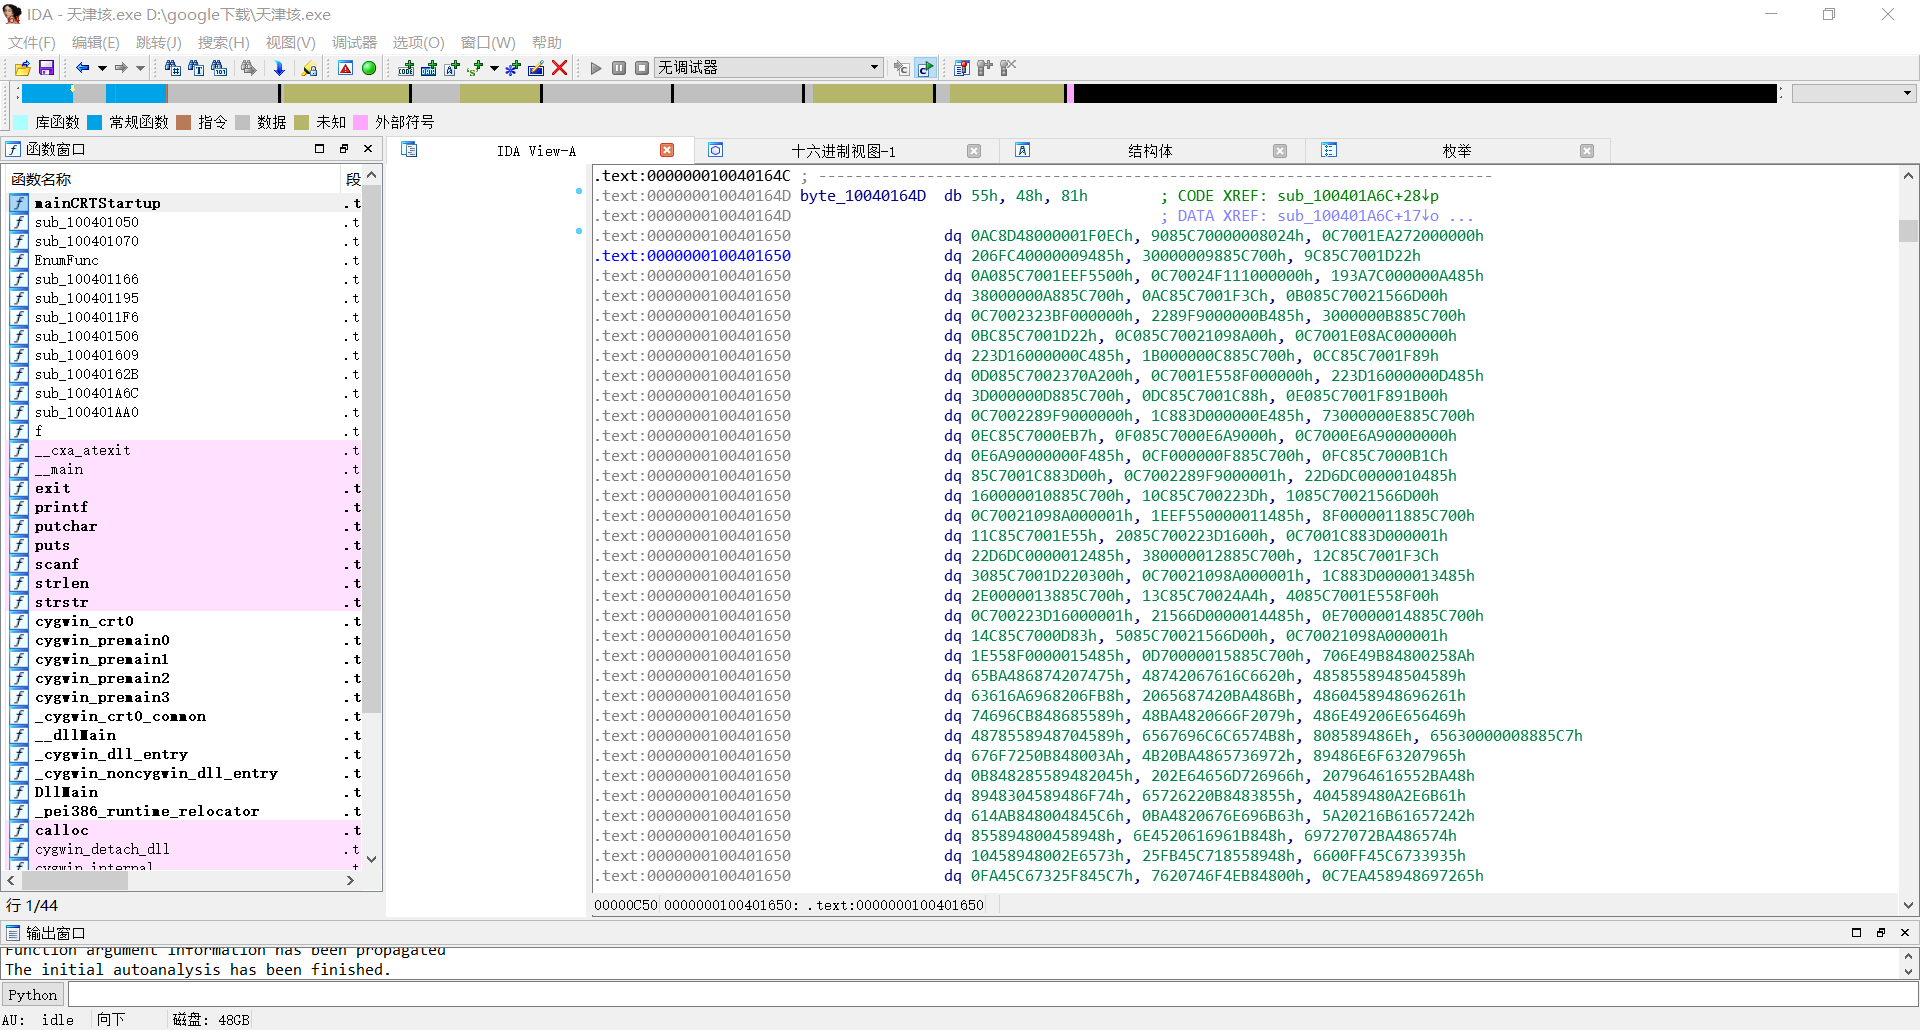 IDA - 天津垓.exe D:\google下载\天津垓.exe
文件(F) 编辑(E) 跳转(J) 搜索(H) 视图(V) 调试器 选项(O) 窗口(W) 帮助
无调试器
库函数 常规函数 指令 数据 未知 外部符号
函数窗口
函数名称 段
mainCRTStartup .t
sub_100401050 .t
sub_100401070 .t
EnumFunc .t
sub_100401166 .t
sub_100401195 .t
sub_1004011F6 .t
sub_100401506 .t
sub_100401609 .t
sub_10040162B .t
sub_100401A6C .t
sub_100401AA0 .t
f .t
__cxa_atexit .t
__main .t
exit .t
printf .t
putchar .t
puts .t
scanf .t
strlen .t
strstr .t
cygwin_crt0 .t
cygwin_premain0 .t
cygwin_premain1 .t
cygwin_premain2 .t
cygwin_premain3 .t
_cygwin_crt0_common .t
__dllMain .t
_cygwin_dll_entry .t
_cygwin_noncygwin_dll_entry .t
DllMain .t
_pei386_runtime_relocator .t
calloc .t
cygwin_detach_dll .t
cygwin_internal .t
行 1/44
IDA View-A 十六进制视图-1 结构体 枚举
.text:000000010040164C ; ---------------------------------------------------------------------------
.text:000000010040164D byte_10040164D db 55h, 48h, 81h ; CODE XREF: sub_100401A6C+28↓p
.text:000000010040164D ; DATA XREF: sub_100401A6C+17↓o ...
.text:0000000100401650 dq 0AC8D48000001F0ECh, 9085C70000008024h, 0C7001EA272000000h
.text:0000000100401650 dq 206FC40000009485h, 30000009885C700h, 9C85C7001D22h
.text:0000000100401650 dq 0A085C7001EEF5500h, 0C70024F111000000h, 193A7C000000A485h
.text:0000000100401650 dq 38000000A885C700h, 0AC85C7001F3Ch, 0B085C70021566D00h
.text:0000000100401650 dq 0C7002323BF000000h, 2289F9000000B485h, 3000000B885C700h
.text:0000000100401650 dq 0BC85C7001D22h, 0C085C70021098A00h, 0C7001E08AC000000h
.text:0000000100401650 dq 223D16000000C485h, 1B000000C885C700h, 0CC85C7001F89h
.text:0000000100401650 dq 0D085C7002370A200h, 0C7001E558F000000h, 223D16000000D485h
.text:0000000100401650 dq 3D000000D885C700h, 0DC85C7001C88h, 0E085C7001F891B00h
.text:0000000100401650 dq 0C7002289F9000000h, 1C883D000000E485h, 73000000E885C700h
.text:0000000100401650 dq 0EC85C7000EB7h, 0F085C7000E6A9000h, 0C7000E6A90000000h
.text:0000000100401650 dq 0E6A90000000F485h, 0CF000000F885C700h, 0FC85C7000B1Ch
.text:0000000100401650 dq 85C7001C883D00h, 0C7002289F9000001h, 22D6DC0000010485h
.text:0000000100401650 dq 160000010885C700h, 10C85C700223Dh, 1085C70021566D00h
.text:0000000100401650 dq 0C70021098A000001h, 1EEF550000011485h, 8F0000011885C700h
.text:0000000100401650 dq 11C85C7001E55h, 2085C700223D1600h, 0C7001C883D000001h
.text:0000000100401650 dq 22D6DC0000012485h, 380000012885C700h, 12C85C7001F3Ch
.text:0000000100401650 dq 3085C7001D220300h, 0C70021098A000001h, 1C883D0000013485h
.text:0000000100401650 dq 2E0000013885C700h, 13C85C70024A4h, 4085C7001E558F00h
.text:0000000100401650 dq 0C700223D16000001h, 21566D0000014485h, 0E70000014885C700h
.text:0000000100401650 dq 14C85C7000D83h, 5085C70021566D00h, 0C70021098A000001h
.text:0000000100401650 dq 1E558F0000015485h, 0D70000015885C700h, 706E49B84800258Ah
.text:0000000100401650 dq 65BA486874207475h, 48742067616C6620h, 4858558948504589h
.text:0000000100401650 dq 63616A6968206FB8h, 2065687420BA486Bh, 4860458948696261h
.text:0000000100401650 dq 74696CB848685589h, 48BA4820666F2079h, 486E49206E656469h
.text:0000000100401650 dq 4878558948704589h, 6567696C6C6574B8h, 808589486Eh, 65630000008885C7h
.text:0000000100401650 dq 676F7250B848003Ah, 4B20BA4865736972h, 89486E6F63207965h
.text:0000000100401650 dq 0B848285589482045h, 202E64656D726966h, 207964616552BA48h
.text:0000000100401650 dq 8948304589486F74h, 65726220B8483855h, 404589480A2E6B61h
.text:0000000100401650 dq 614AB848004845C6h, 0BA4820676E696B63h, 5A20216B61657242h
.text:0000000100401650 dq 855894800458948h, 6E4520616961B848h, 69727072BA486574h
.text:0000000100401650 dq 10458948002E6573h, 25FB45C718558948h, 6600FF45C6733935h
.text:0000000100401650 dq 0FA45C67325F845C7h, 7620746F4EB84800h, 0C7EA458948697265h
00000C50 0000000100401650: .text:0000000100401650
输出窗口
Function argument information has been propagated
The initial autoanalysis has been finished.
Python
AU: idle 向下 磁盘: 48GB